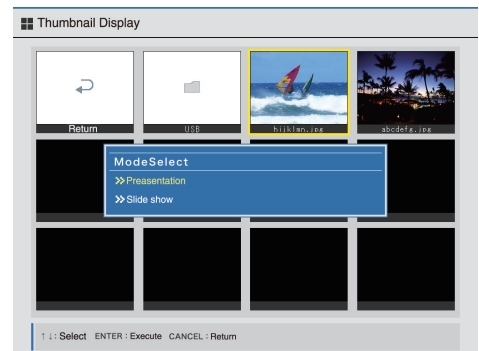 Thumbnail Display
Return
USB
hijklmn.jpg
abcdefg.jpg
ModeSelect
>>Preasentation
>>Slide show
↑↓: Select ENTER : Execute CANCEL : Return